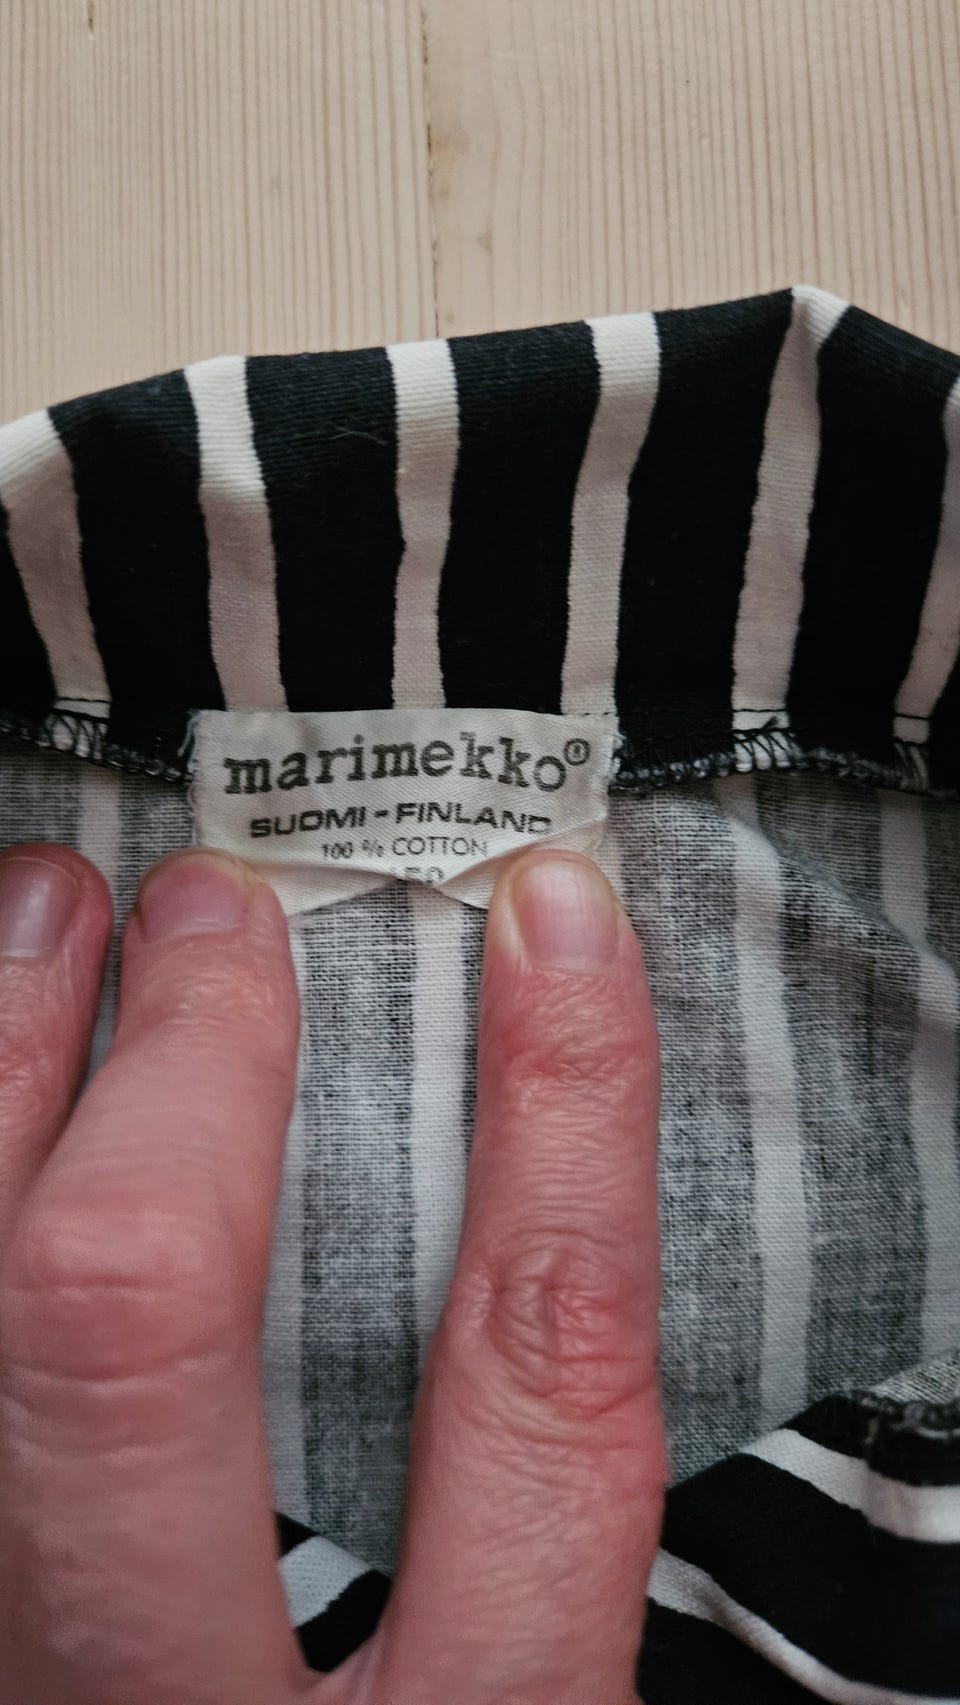 marimekko®
SUOMI-FINLAND
100 % COTTON